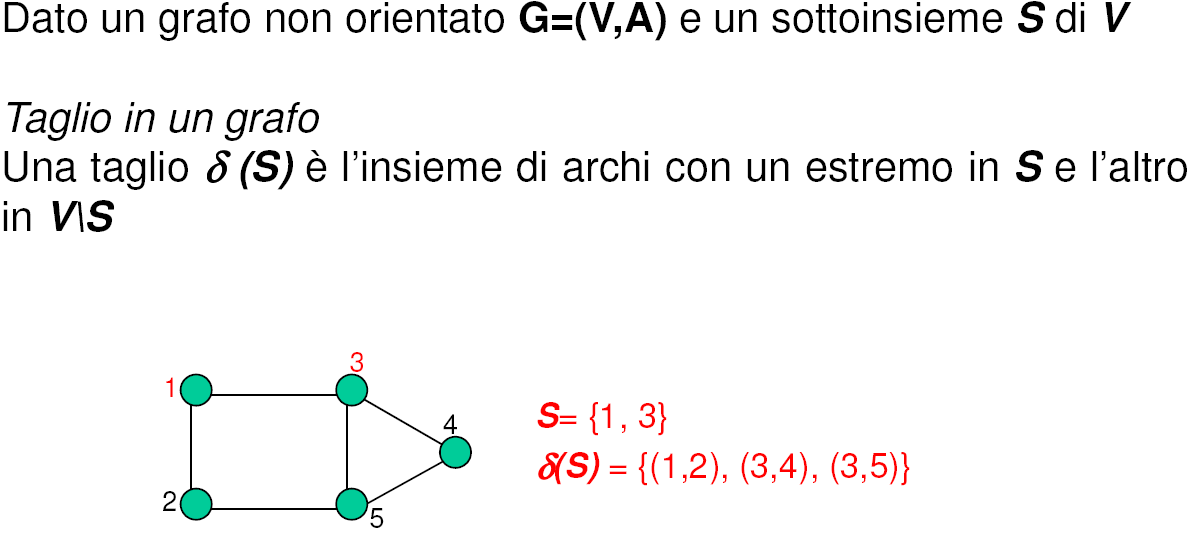 Dato un grafo non orientato G=(V,A) e un sottoinsieme S di V
Taglio in un grafo
Una taglio δ (S) è l’insieme di archi con un estremo in S e l’altro
in V\S
3
1
4
S= {1, 3}
δ(S) = {(1,2), (3,4), (3,5)}
2
5